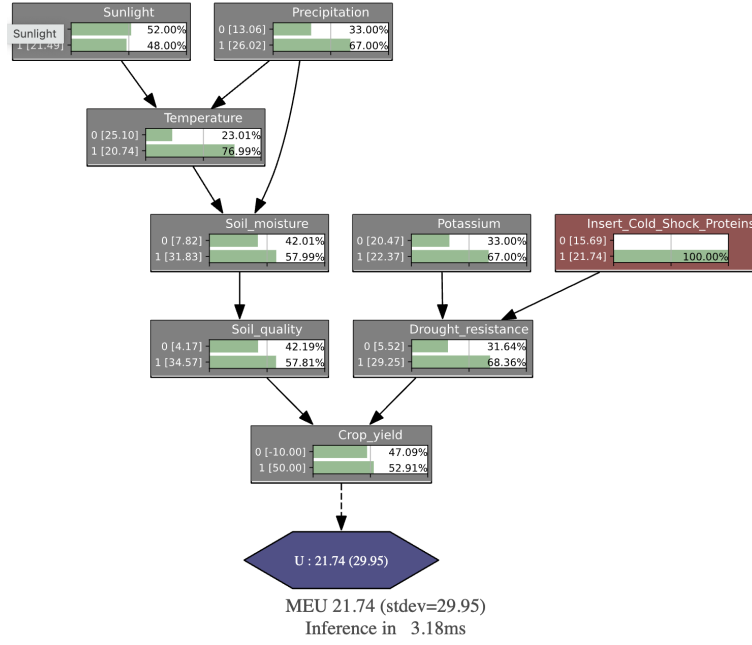 Sunlight
Sunlight
52.00%
1 [21.49]
48.00%
Precipitation
0 [13.06]
33.00%
1 [26.02]
67.00%
Temperature
0 [25.10]
23.01%
1 [20.74]
76.99%
Soil_moisture
0 [7.82]
42.01%
1 [31.83]
57.99%
Potassium
0 [20.47]
33.00%
1 [22.37]
67.00%
Insert_Cold_Shock_Proteins
0 [15.69]
1 [21.74]
100.00%
Soil_quality
0 [4.17]
42.19%
1 [34.57]
57.81%
Drought_resistance
0 [5.52]
31.64%
1 [29.25]
68.36%
Crop_yield
0 [-10.00]
47.09%
1 [50.00]
52.91%
U : 21.74 (29.95)
MEU 21.74 (stdev=29.95)
Inference in 3.18ms